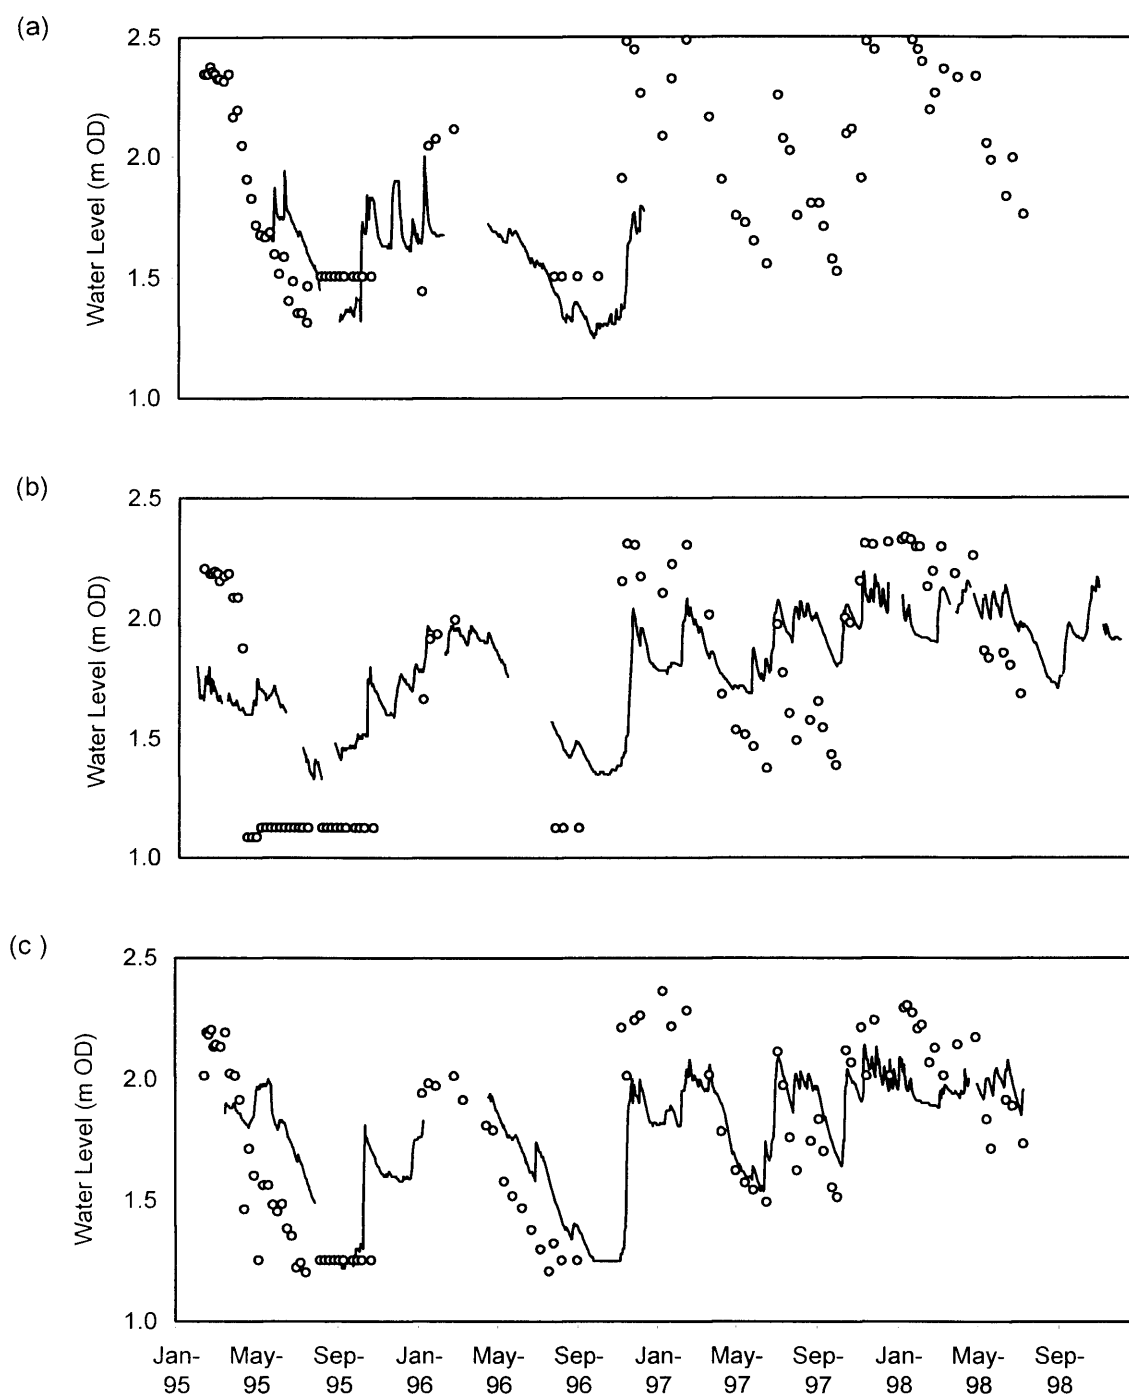 (a)
2.5
2.0
1.5
1.0
Water Level (m OD)
(b)
2.5
2.0
1.5
1.0
Water Level (m OD)
(c )
2.5
2.0
1.5
1.0
Water Level (m OD)
Jan- May- Sep- Jan- May- Sep- Jan- May- Sep- Jan- May- Sep-
95 95 95 96 96 96 97 97 97 98 98 98